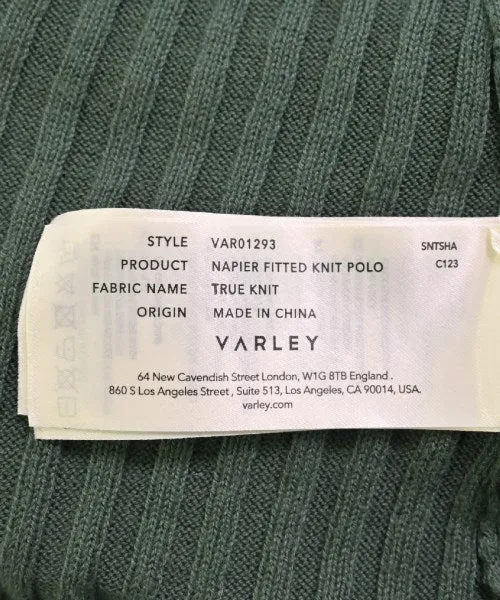 STYLE VAR01293 SNTSHA
PRODUCT NAPIER FITTED KNIT POLO C123
FABRIC NAME TRUE KNIT
ORIGIN MADE IN CHINA
VARLEY
64 New Cavendish Street London, W1G 8TB England .
860 S Los Angeles Street , Suite 513, Los Angeles, CA 90014, USA.
varley.com